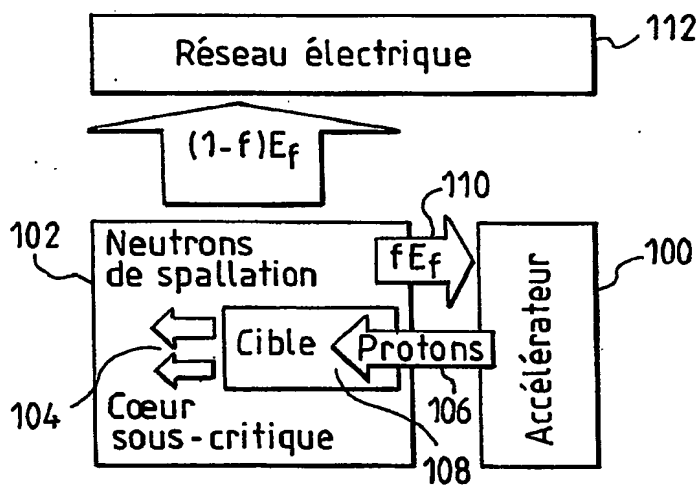 112
Réseau électrique
(1-f)Ef
110
102
Neutrons
de spallation
fEf
100
Accélérateur
Cible
Protons
104
106
Cœur
sous-critique
108